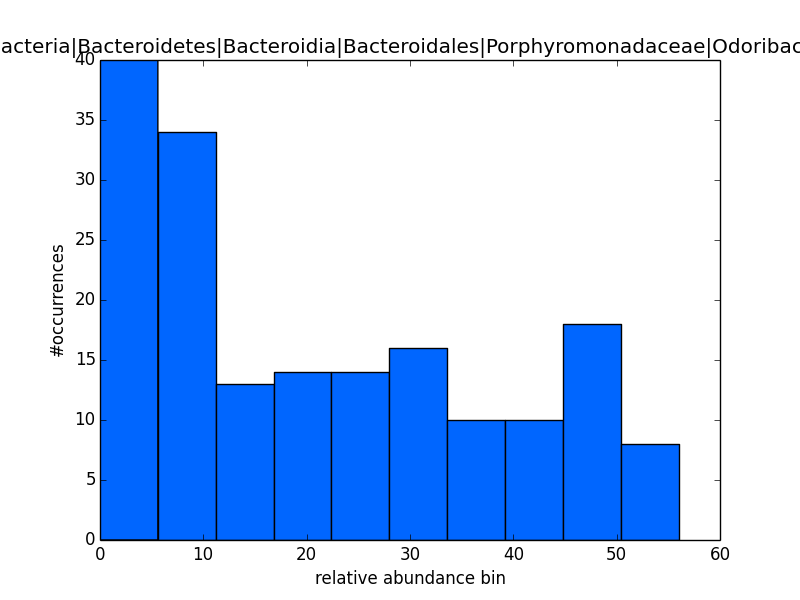 acteria|Bacteroidetes|Bacteroidia|Bacteroidales|Porphyromonadaceae|Odoribac
40
35
30
25
20
15
10
5
0
#occurrences
0 10 20 30 40 50 60
relative abundance bin